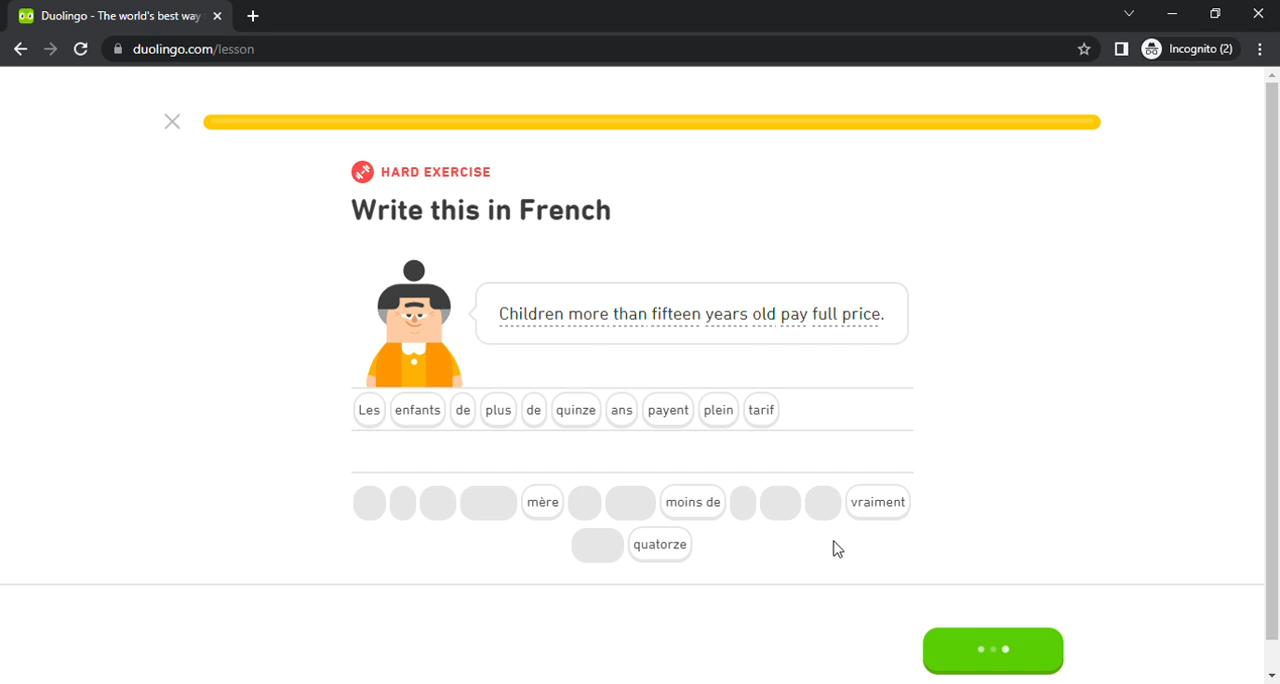 Duolingo - The world's best way
duolingo.com/lesson
Incognito (2)
HARD EXERCISE
Write this in French
Children more than fifteen years old pay full price.
Les enfants de plus de quinze ans payent plein tarif
mère moins de vraiment
quatorze